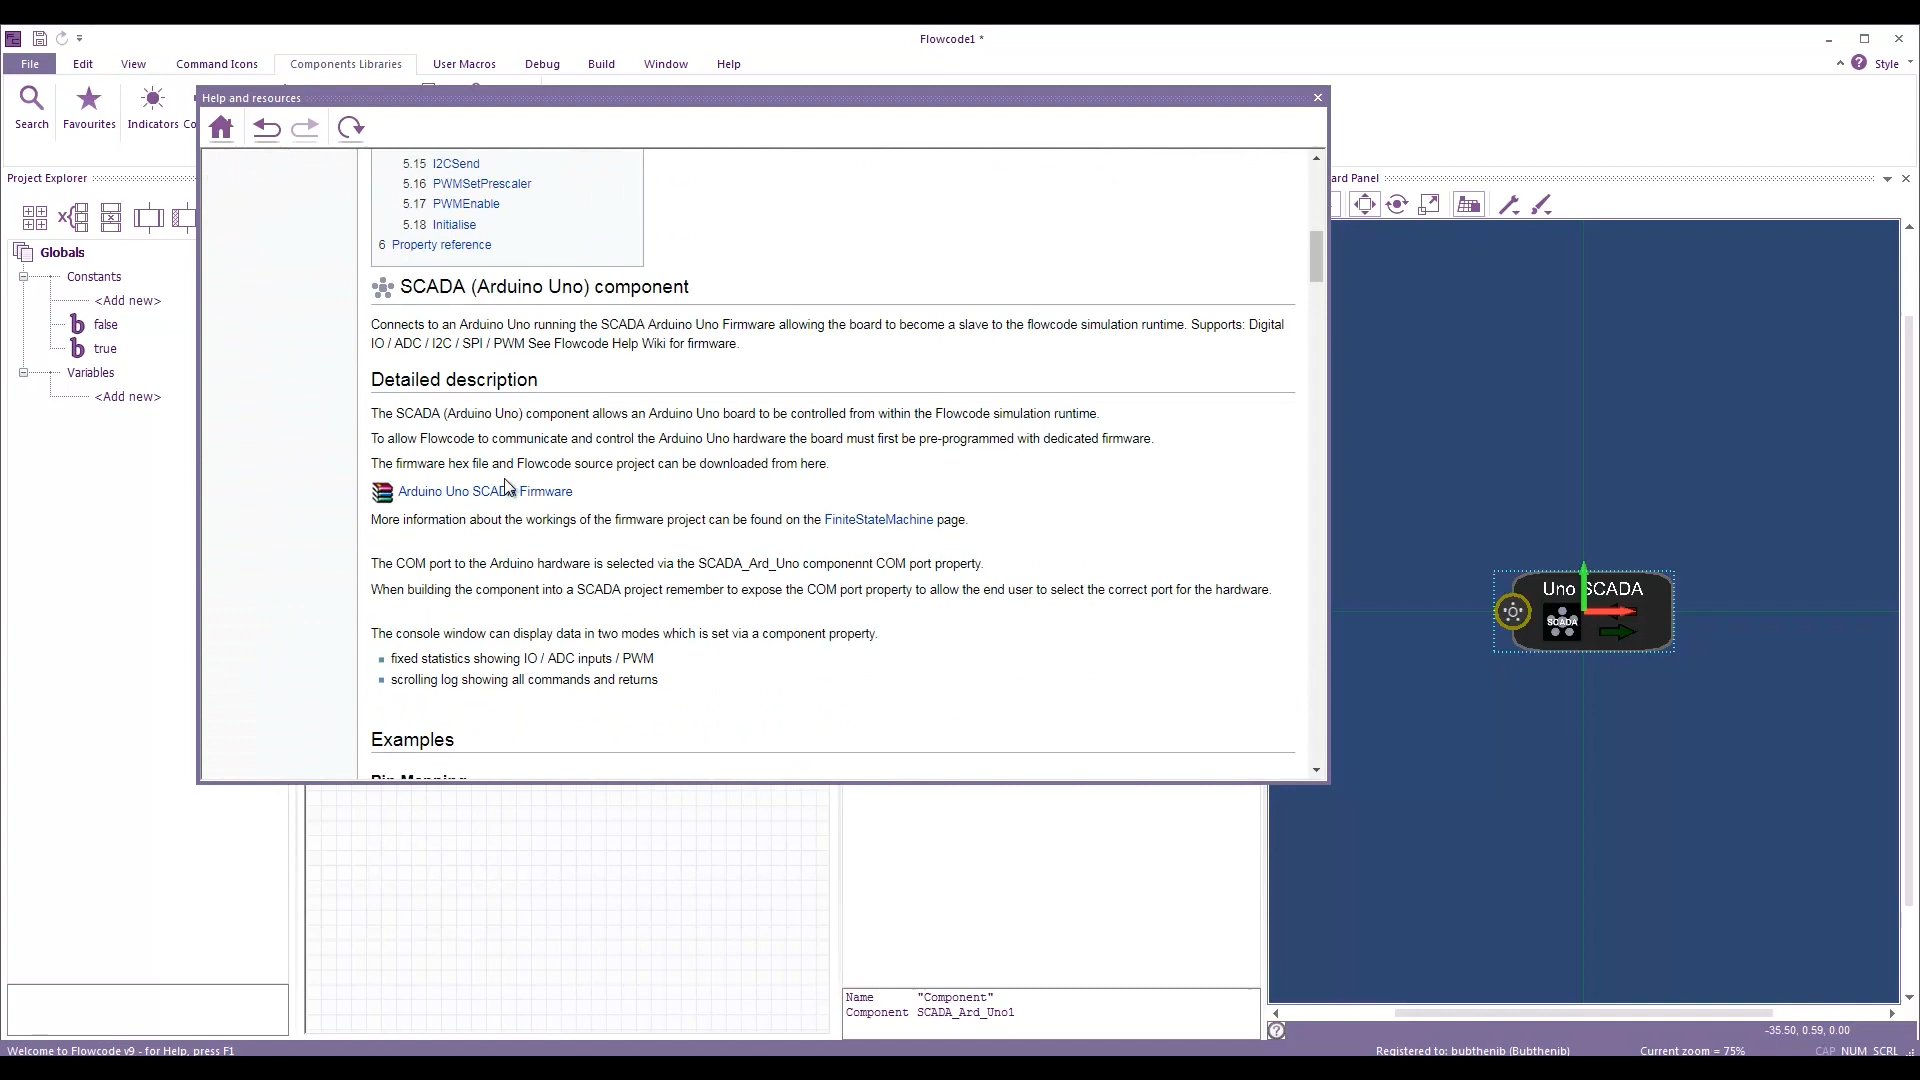 Flowcode1 *
File Edit View Command Icons Components Libraries User Macros Debug Build Window Help
Style
Search Favourites Indicators Co
Help and resources
Project Explorer
ard Panel
5.15 I2CSend
5.16 PWMSetPrescaler
5.17 PWMEnable
5.18 Initialise
6 Property reference
Globals
Constants
<Add new>
false
true
Variables
<Add new>
SCADA (Arduino Uno) component
Connects to an Arduino Uno running the SCADA Arduino Uno Firmware allowing the board to become a slave to the flowcode simulation runtime. Supports: Digital
IO / ADC / I2C / SPI / PWM See Flowcode Help Wiki for firmware.
Detailed description
The SCADA (Arduino Uno) component allows an Arduino Uno board to be controlled from within the Flowcode simulation runtime.
To allow Flowcode to communicate and control the Arduino Uno hardware the board must first be pre-programmed with dedicated firmware.
The firmware hex file and Flowcode source project can be downloaded from here.
Arduino Uno SCADA Firmware
More information about the workings of the firmware project can be found on the FiniteStateMachine page.
The COM port to the Arduino hardware is selected via the SCADA_Ard_Uno componennt COM port property.
When building the component into a SCADA project remember to expose the COM port property to allow the end user to select the correct port for the hardware.
The console window can display data in two modes which is set via a component property.
fixed statistics showing IO / ADC inputs / PWM
scrolling log showing all commands and returns
Examples
Pin Mapping
Uno SCADA
SCADA
Name "Component"
Component SCADA_Ard_Uno1
-35.50, 0.59, 0.00
Welcome to Flowcode v9 - for Help, press F1
Registered to: bubthenib (Bubthenib)
Current zoom = 75%
CAP NUM SCRL